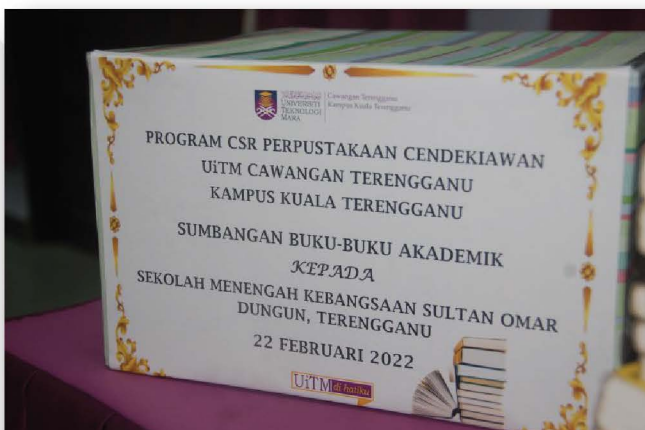 UNIVERSITI
TEKNOLOGI
MARA
Cawangan Terengganu
Kampus Kuala Terengganu
PROGRAM CSR PERPUSTAKAAN CENDEKIAWAN
UiTM CAWANGAN TERENGGANU
KAMPUS KUALA TERENGGANU
SUMBANGAN BUKU-BUKU AKADEMIK
KEPADA
SEKOLAH MENENGAH KEBANGSAAN SULTAN OMAR
DUNGUN, TERENGGANU
22 FEBRUARI 2022
UiTM di hatiku